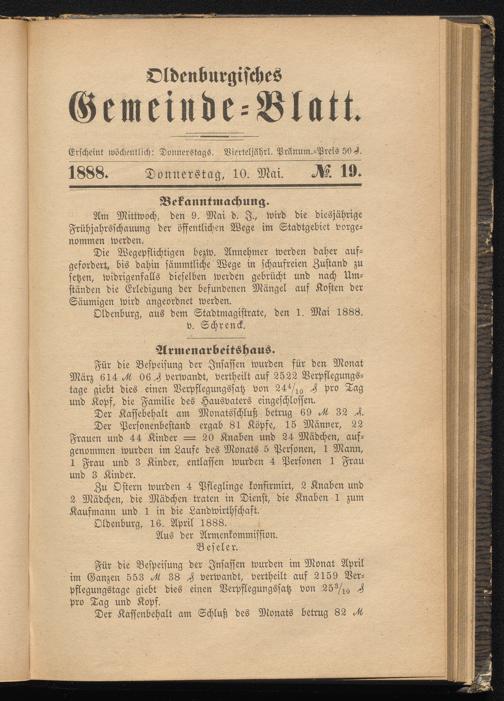 Oldenburgisches
Gemeinde-Blatt.
Erscheint wöchentlich: Donnerstags. Vierteljährl. Pränum.-Preis 50 ₰.
1888. Donnerstag, 10. Mai. № 19.
Bekanntmachung.
Am Mittwoch, den 9. Mai d. J., wird die diesjährige
Frühjahrsschauung der öffentlichen Wege im Stadtgebiet vorge-
nommen werden.
Die Wegepflichtigen bezw. Annehmer werden daher auf-
gefordert, bis dahin sämmtliche Wege in schaufreien Zustand zu
setzen, widrigenfalls dieselben werden gebrücht und nach Um-
ständen die Erledigung der befundenen Mängel auf Kosten der
Säumigen wird angeordnet werden.
Oldenburg, aus dem Stadtmagistrate, den 1. Mai 1888.
v. Schrenck.
Armenarbeitshaus.
Für die Bespeisung der Insassen wurden für den Monat
März 614 ℳ 06 ₰ verwandt, vertheilt auf 2522 Verpflegungs-
tage giebt dies einen Verpflegungssatz von 24⁴/₁₀ ₰ pro Tag
und Kopf, die Familie des Hausvaters eingeschlossen.
Der Kassebehalt am Monatsschluß betrug 69 ℳ 32 ₰.
Der Personenbestand ergab 81 Köpfe, 15 Männer, 22
Frauen und 44 Kinder = 20 Knaben und 24 Mädchen, auf-
genommen wurden im Laufe des Monats 5 Personen, 1 Mann,
1 Frau und 3 Kinder, entlassen wurden 4 Personen 1 Frau
und 3 Kinder.
Zu Ostern wurden 4 Pfleglinge konfirmirt, 2 Knaben und
2 Mädchen, die Mädchen traten in Dienst, die Knaben 1 zum
Kaufmann und 1 in die Landwirthschaft.
Oldenburg, 16. April 1888.
Aus der Armenkommission.
Beseler.
Für die Bespeisung der Insassen wurden im Monat April
im Ganzen 553 ℳ 38 ₰ verwandt, vertheilt auf 2159 Ver-
pflegungstage giebt dies einen Verpflegungssatz von 25⁸/₁₀ ₰
pro Tag und Kopf.
Der Kassenbehalt am Schluß des Monats betrug 82 ℳ